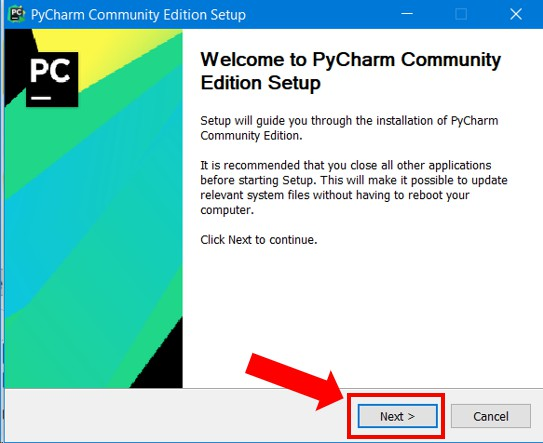 PyCharm Community Edition Setup
PC
Welcome to PyCharm Community
Edition Setup
Setup will guide you through the installation of PyCharm
Community Edition.
It is recommended that you close all other applications
before starting Setup. This will make it possible to update
relevant system files without having to reboot your
computer.
Click Next to continue.
Next >
Cancel